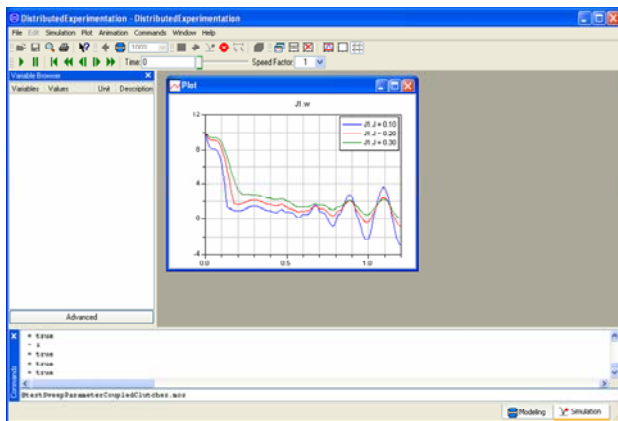 DistributedExperimentation - DistributedExperimentation
File Edit Simulation Plot Animation Commands Window Help
100%
Time: 0 Speed Factor: 1
Variable Browser
Variables Values Unit Description
Plot
J1.w
J1.J = 0.10
J1.J = 0.20
J1.J = 0.30
12
8
4
0
-4
0.0 0.5 1.0
Advanced
= true
= true
= true
= true
Commands
@testSweepParameterCoupledClutches.mos
Modeling Simulation